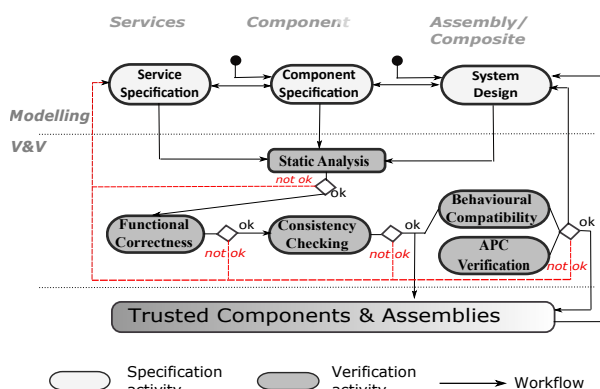 Services
Component
Assembly/
Composite
Service
Specification
Component
Specification
System
Design
Modelling
V&V
Static Analysis
not ok
ok
Functional
Correctness
ok
not ok
Consistency
Checking
ok
not ok
Behavioural
Compatibility
APC
Verification
ok
not ok
Trusted Components & Assemblies
Specification
activity
Verification
activity
Workflow